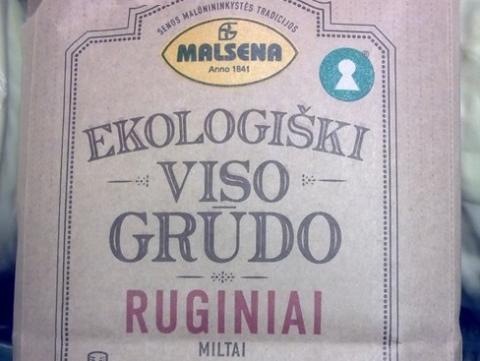 SENOS MALŪNININKYSTĖS TRADICIJOS
MALSENA
Anno 1841
®
EKOLOGIŠKI
VISO
GRŪDO
RUGINIAI
MILTAI